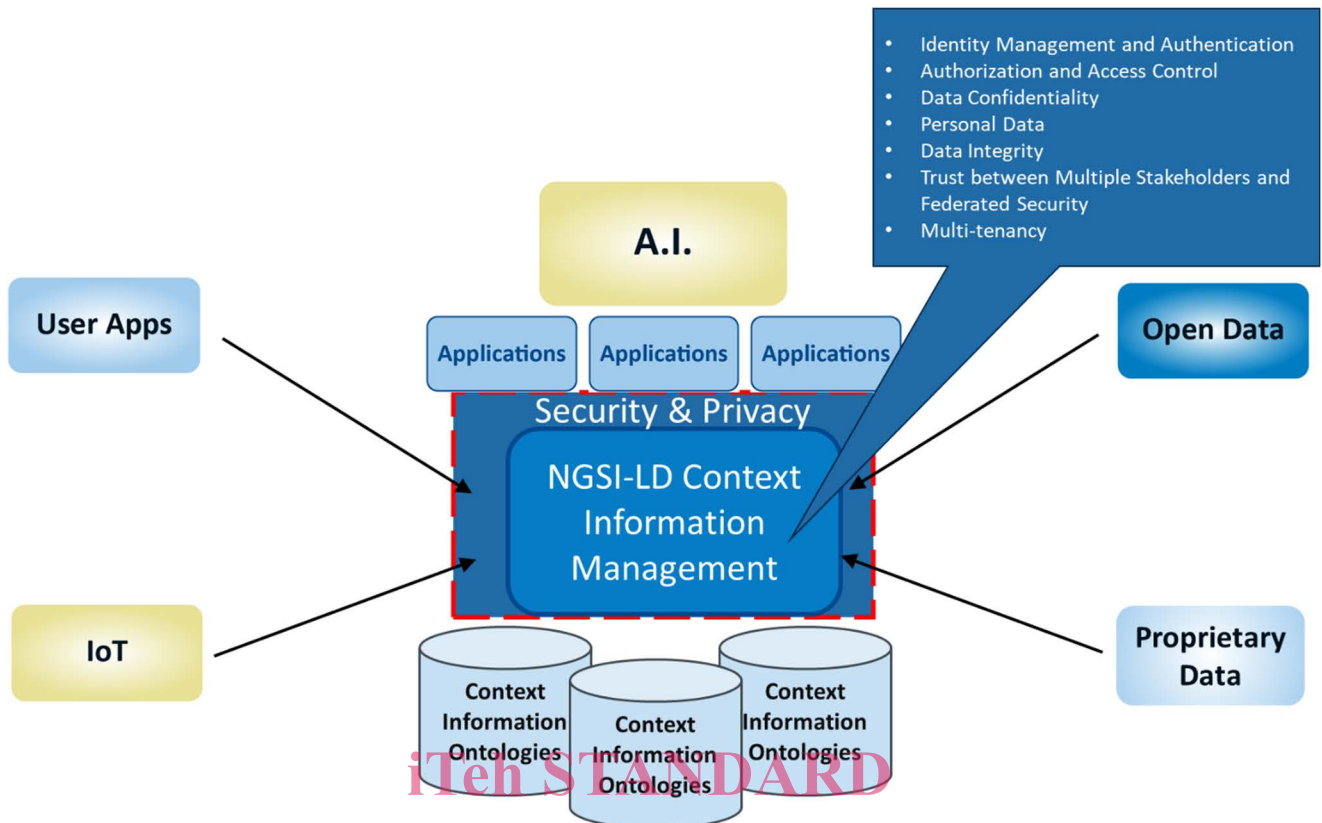 • Identity Management and Authentication
• Authorization and Access Control
• Data Confidentiality
• Personal Data
• Data Integrity
• Trust between Multiple Stakeholders and
Federated Security
• Multi-tenancy
A.I.
User Apps
Open Data
Applications
Applications
Applications
Security & Privacy
NGSI-LD Context
Information
Management
IoT
Proprietary
Data
Context
Information
Ontologies
Context
Information
Ontologies
Context
Information
Ontologies
iTeh STANDARD